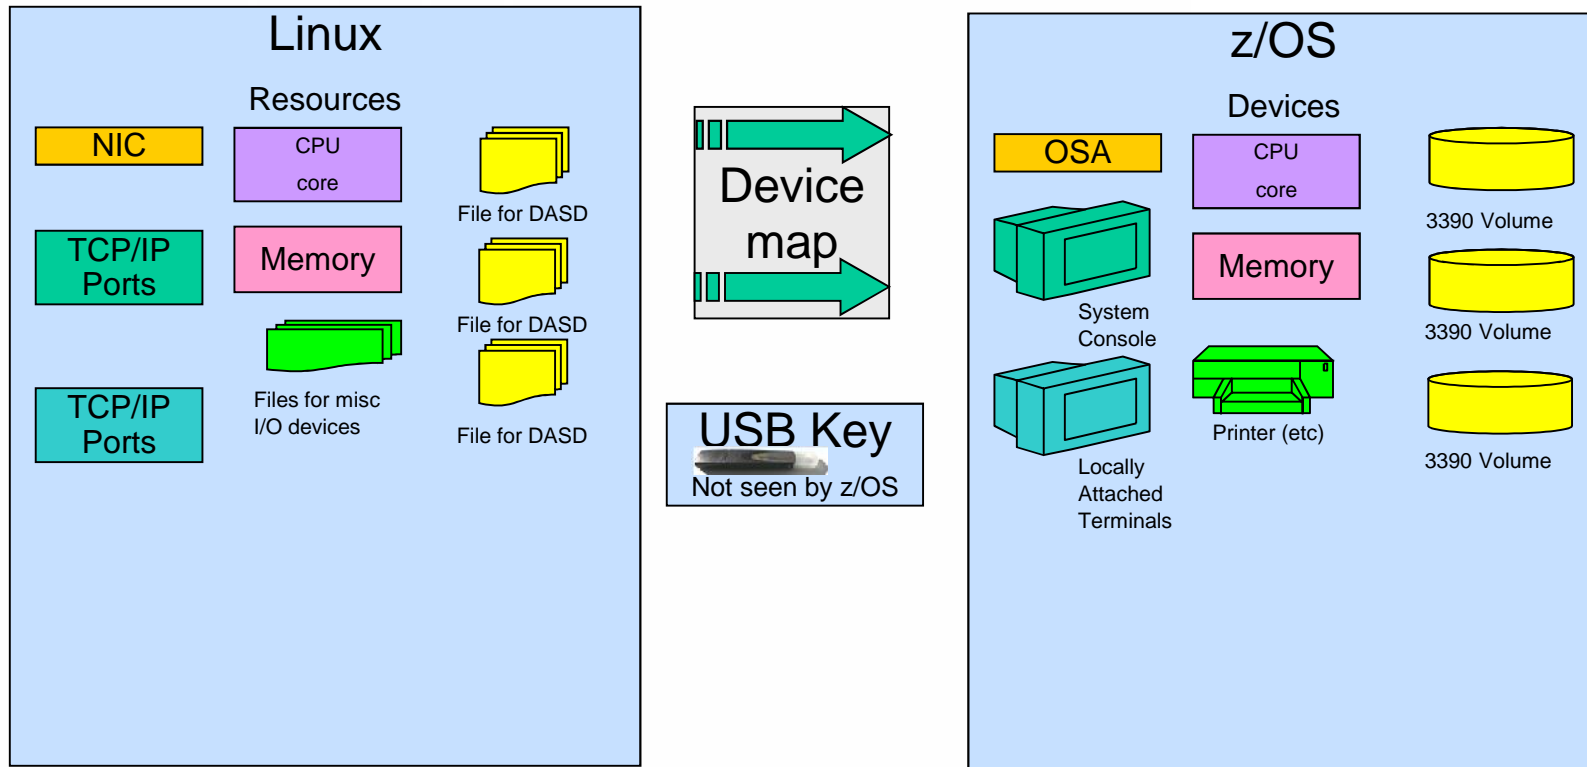 Linux
Resources
NIC
CPU
core
File for DASD
TCP/IP
Ports
Memory
File for DASD
Files for misc
I/O devices
TCP/IP
Ports
File for DASD
Device
map
USB Key
Not seen by z/OS
z/OS
Devices
OSA
CPU
core
3390 Volume
System
Console
Memory
3390 Volume
Locally
Attached
Terminals
Printer (etc)
3390 Volume